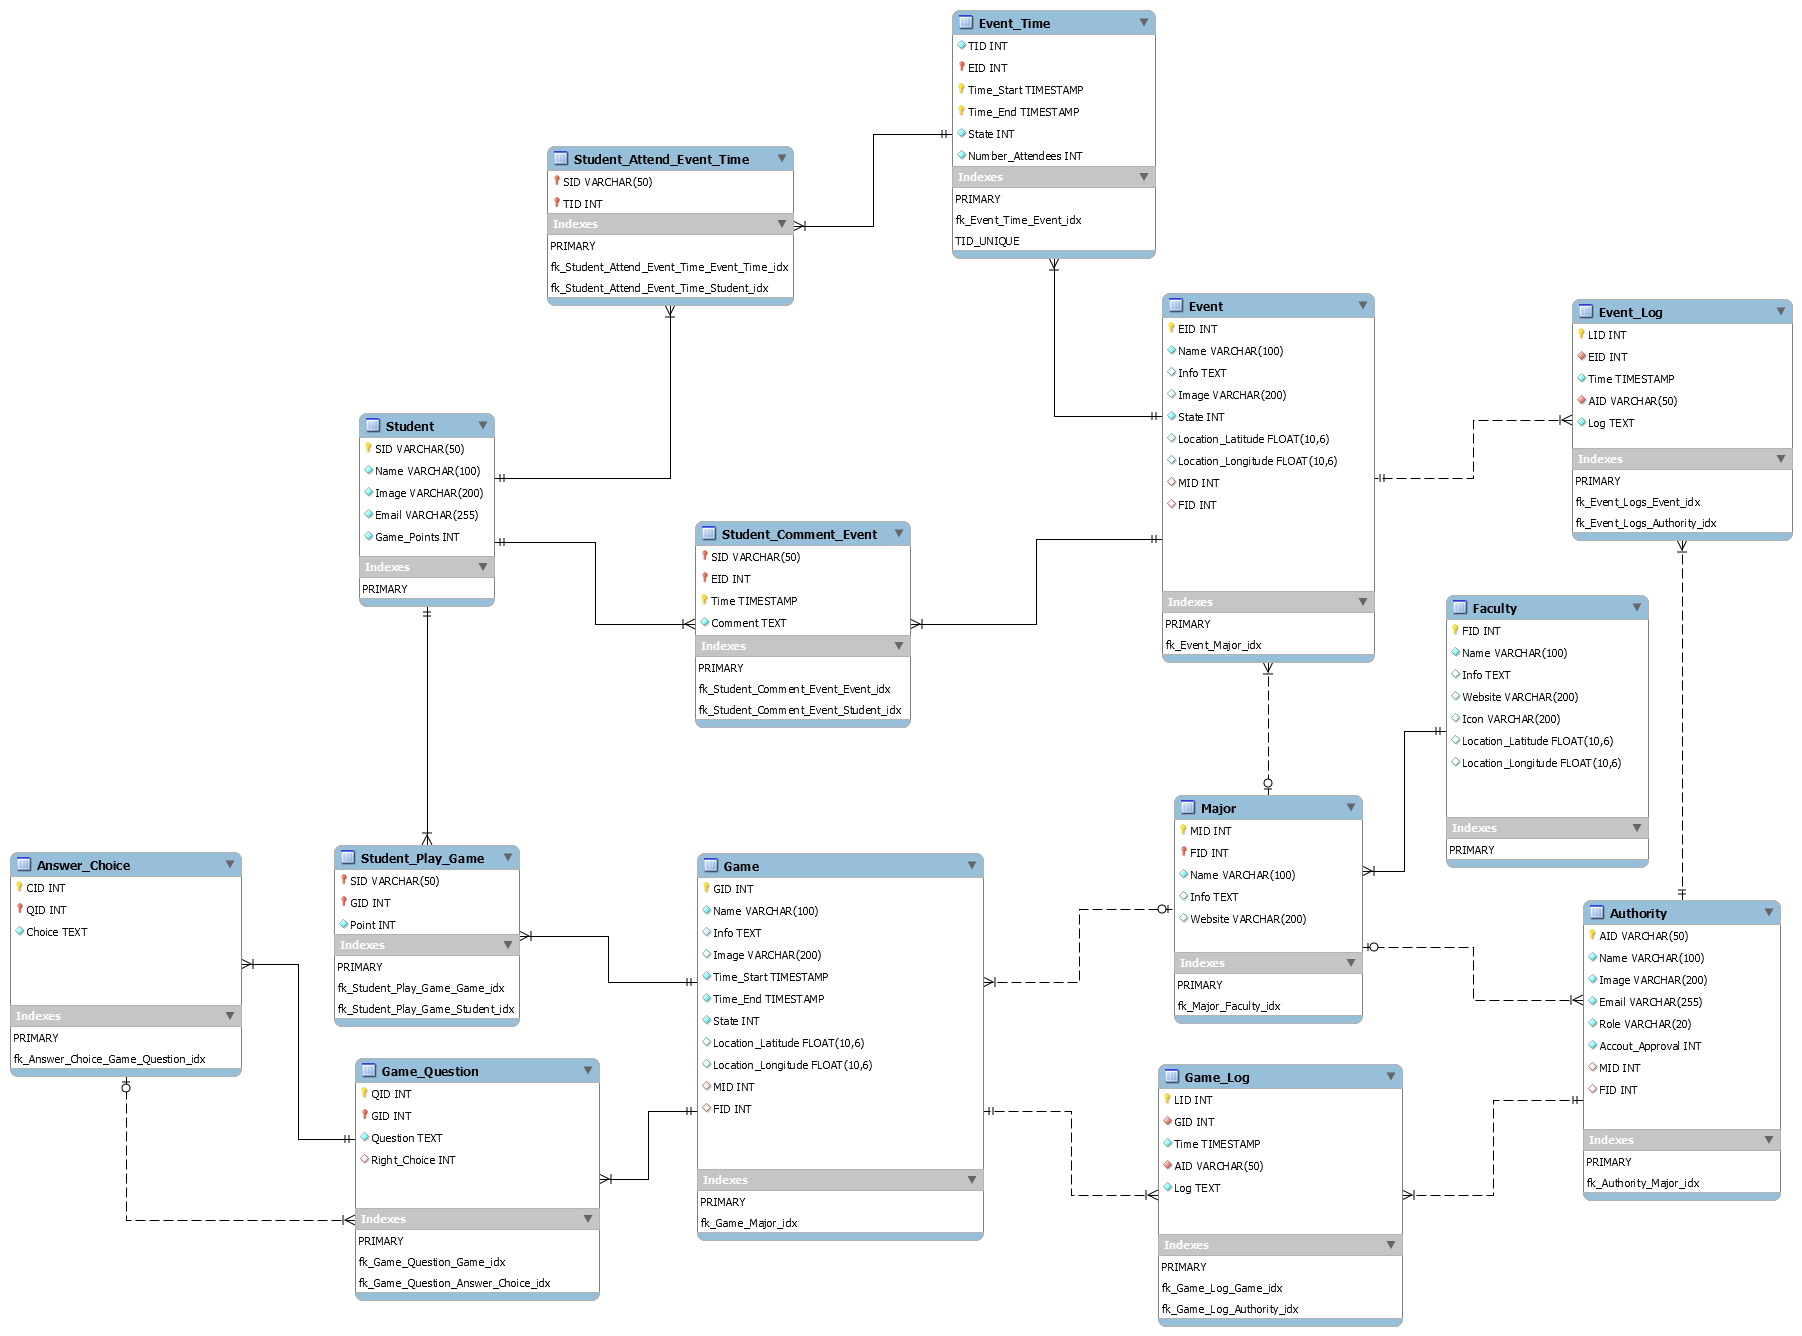 Event_Time
TID INT
EID INT
Time_Start TIMESTAMP
Time_End TIMESTAMP
State INT
Number_Attendees INT
Indexes
PRIMARY
fk_Event_Time_Event_idx
TID_UNIQUE
Student_Attend_Event_Time
SID VARCHAR(50)
TID INT
Indexes
PRIMARY
fk_Student_Attend_Event_Time_Event_Time_idx
fk_Student_Attend_Event_Time_Student_idx
Event
EID INT
Name VARCHAR(100)
Info TEXT
Image VARCHAR(200)
State INT
Location_Latitude FLOAT(10,6)
Location_Longitude FLOAT(10,6)
MID INT
FID INT
Indexes
PRIMARY
fk_Event_Major_idx
Event_Log
LID INT
EID INT
Time TIMESTAMP
AID VARCHAR(50)
Log TEXT
Indexes
PRIMARY
fk_Event_Logs_Event_idx
fk_Event_Logs_Authority_idx
Student
SID VARCHAR(50)
Name VARCHAR(100)
Image VARCHAR(200)
Email VARCHAR(255)
Game_Points INT
Indexes
PRIMARY
Student_Comment_Event
SID VARCHAR(50)
EID INT
Time TIMESTAMP
Comment TEXT
Indexes
PRIMARY
fk_Student_Comment_Event_Event_idx
fk_Student_Comment_Event_Student_idx
Faculty
FID INT
Name VARCHAR(100)
Info TEXT
Website VARCHAR(200)
Icon VARCHAR(200)
Location_Latitude FLOAT(10,6)
Location_Longitude FLOAT(10,6)
Indexes
PRIMARY
Major
MID INT
FID INT
Name VARCHAR(100)
Info TEXT
Website VARCHAR(200)
Indexes
PRIMARY
fk_Major_Faculty_idx
Answer_Choice
CID INT
QID INT
Choice TEXT
Indexes
PRIMARY
fk_Answer_Choice_Game_Question_idx
Student_Play_Game
SID VARCHAR(50)
GID INT
Point INT
Indexes
PRIMARY
fk_Student_Play_Game_Game_idx
fk_Student_Play_Game_Student_idx
Game
GID INT
Name VARCHAR(100)
Info TEXT
Image VARCHAR(200)
Time_Start TIMESTAMP
Time_End TIMESTAMP
State INT
Location_Latitude FLOAT(10,6)
Location_Longitude FLOAT(10,6)
MID INT
FID INT
Indexes
PRIMARY
fk_Game_Major_idx
Authority
AID VARCHAR(50)
Name VARCHAR(100)
Image VARCHAR(200)
Email VARCHAR(255)
Role VARCHAR(20)
Accout_Approval INT
MID INT
FID INT
Indexes
PRIMARY
fk_Authority_Major_idx
Game_Question
QID INT
GID INT
Question TEXT
Right_Choice INT
Indexes
PRIMARY
fk_Game_Question_Game_idx
fk_Game_Question_Answer_Choice_idx
Game_Log
LID INT
GID INT
Time TIMESTAMP
AID VARCHAR(50)
Log TEXT
Indexes
PRIMARY
fk_Game_Log_Game_idx
fk_Game_Log_Authority_idx